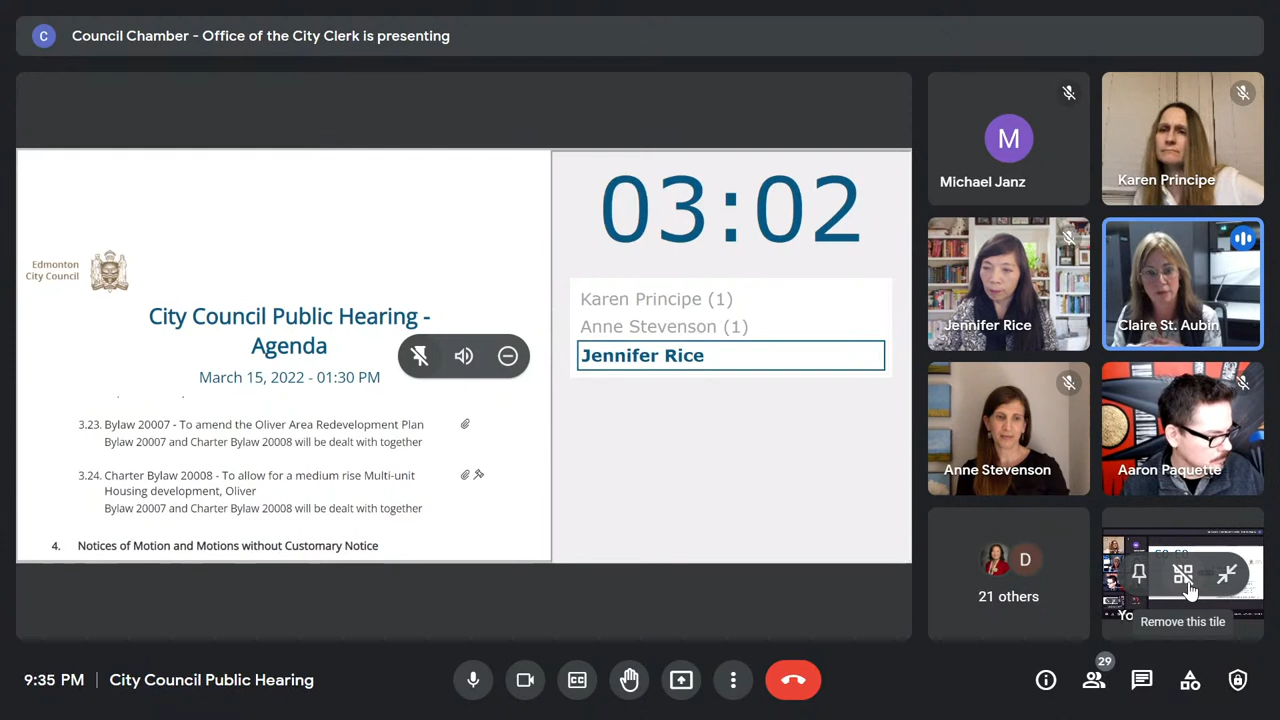 C
Council Chamber - Office of the City Clerk is presenting
Edmonton
City Council
City Council Public Hearing -
Agenda
March 15, 2022 - 01:30 PM
3.23. Bylaw 20007 - To amend the Oliver Area Redevelopment Plan
Bylaw 20007 and Charter Bylaw 20008 will be dealt with together
3.24. Charter Bylaw 20008 - To allow for a medium rise Multi-unit
Housing development, Oliver
Bylaw 20007 and Charter Bylaw 20008 will be dealt with together
4. Notices of Motion and Motions without Customary Notice
03:02
Karen Principe (1)
Anne Stevenson (1)
Jennifer Rice
M
Michael Janz
Karen Principe
Jennifer Rice
Claire St. Aubin
Anne Stevenson
Aaron Paquette
D
21 others
Yo
Remove this tile
9:35 PM | City Council Public Hearing
29